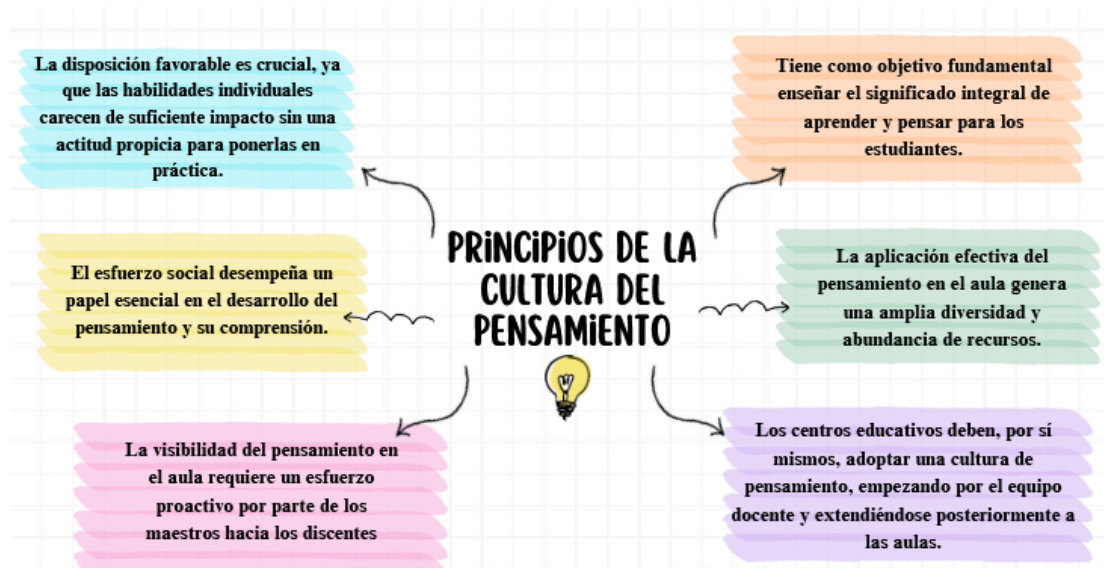 La disposición favorable es crucial, ya
que las habilidades individuales
carecen de suficiente impacto sin una
actitud propicia para ponerlas en
práctica.
Tiene como objetivo fundamental
enseñar el significado integral de
aprender y pensar para los
estudiantes.
PRINCIPIOS DE LA
CULTURA DEL
PENSAMIENTO
El esfuerzo social desempeña un
papel esencial en el desarrollo del
pensamiento y su comprensión.
La aplicación efectiva del
pensamiento en el aula genera
una amplia diversidad y
abundancia de recursos.
La visibilidad del pensamiento en
el aula requiere un esfuerzo
proactivo por parte de los
maestros hacia los discentes
Los centros educativos deben, por sí
mismos, adoptar una cultura de
pensamiento, empezando por el equipo
docente y extendiéndose posteriormente a
las aulas.